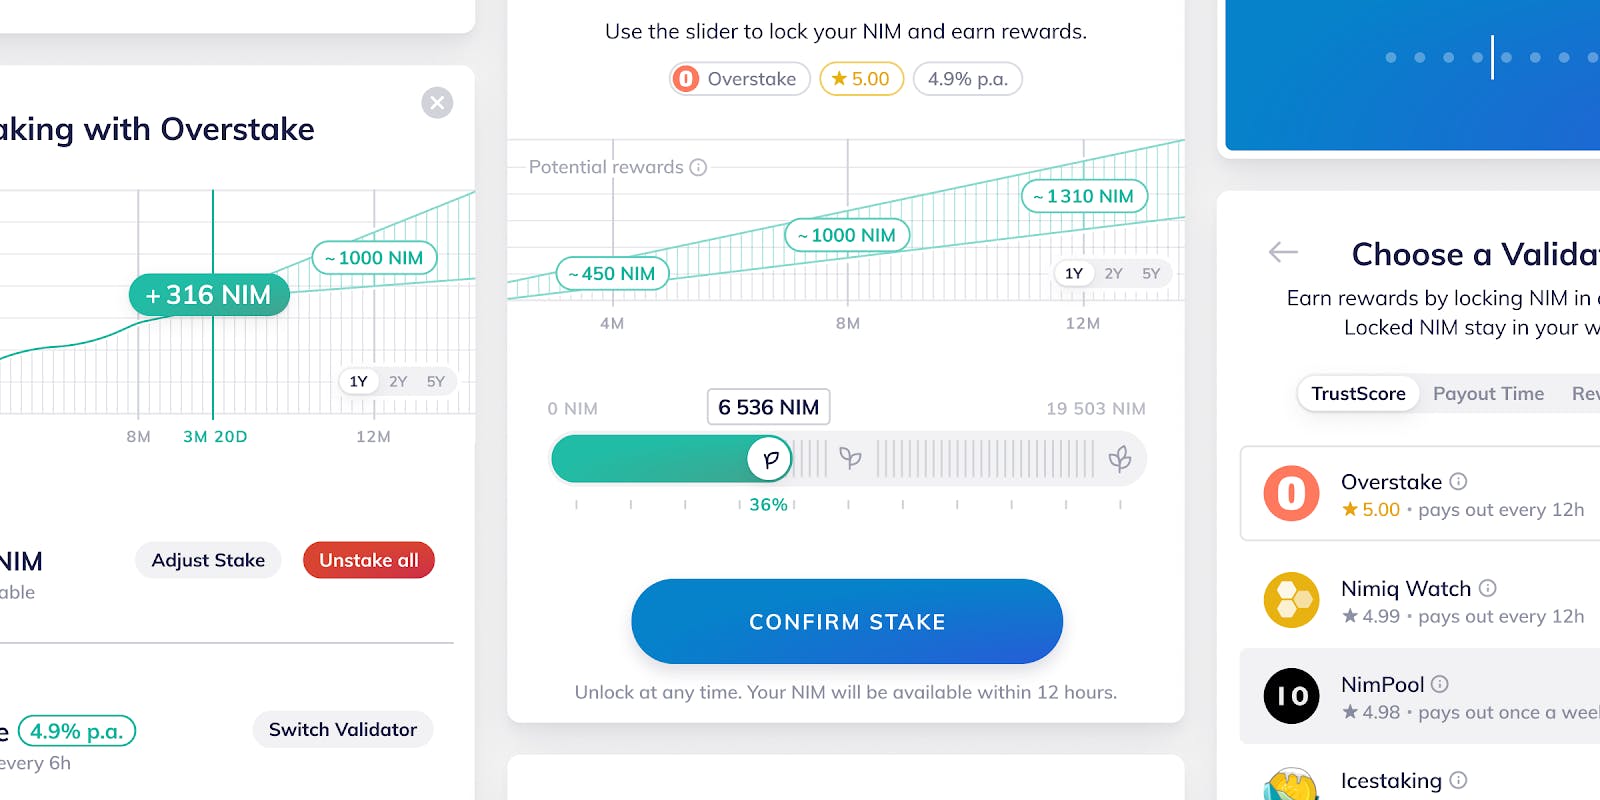 aking with Overstake
~1000 NIM
+ 316 NIM
1Y 2Y 5Y
8M 3M 20D 12M
NIM
able
Adjust Stake
Unstake all
e 4.9% p.a.
every 6h
Switch Validator
Use the slider to lock your NIM and earn rewards.
Overstake
★ 5.00
4.9% p.a.
Potential rewards
~1310 NIM
~1000 NIM
~450 NIM
1Y 2Y 5Y
4M 8M 12M
0 NIM
6 536 NIM
19 503 NIM
36%
CONFIRM STAKE
Unlock at any time. Your NIM will be available within 12 hours.
Choose a Valida
Earn rewards by locking NIM in
Locked NIM stay in your w
TrustScore Payout Time Rev
Overstake
★ 5.00 • pays out every 12h
Nimiq Watch
★ 4.99 • pays out every 12h
NimPool
★ 4.98 • pays out once a week
Icestaking